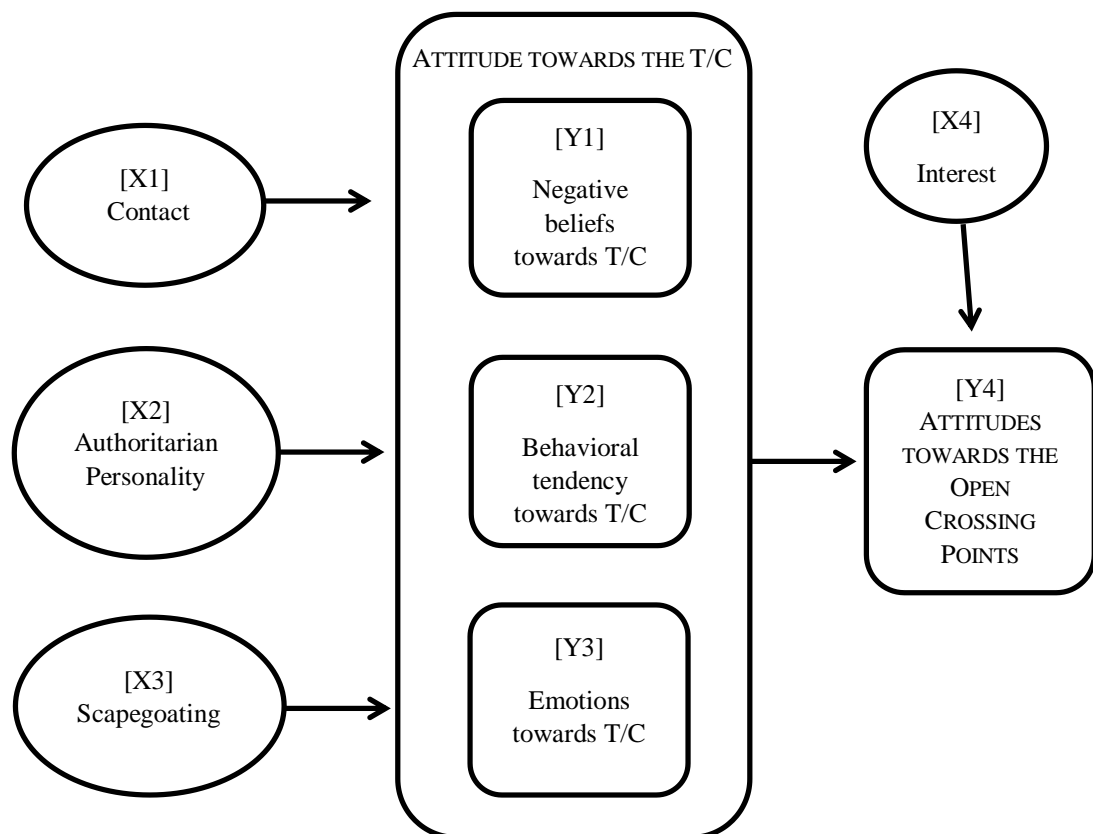 ATTITUDE TOWARDS THE T/C
[X1]
Contact
[X2]
Authoritarian
Personality
[X3]
Scapegoating
[Y1]
Negative
beliefs
towards T/C
[Y2]
Behavioral
tendency
towards T/C
[Y3]
Emotions
towards T/C
[X4]
Interest
[Y4]
ATTITUDES
TOWARDS THE
OPEN
CROSSING
POINTS